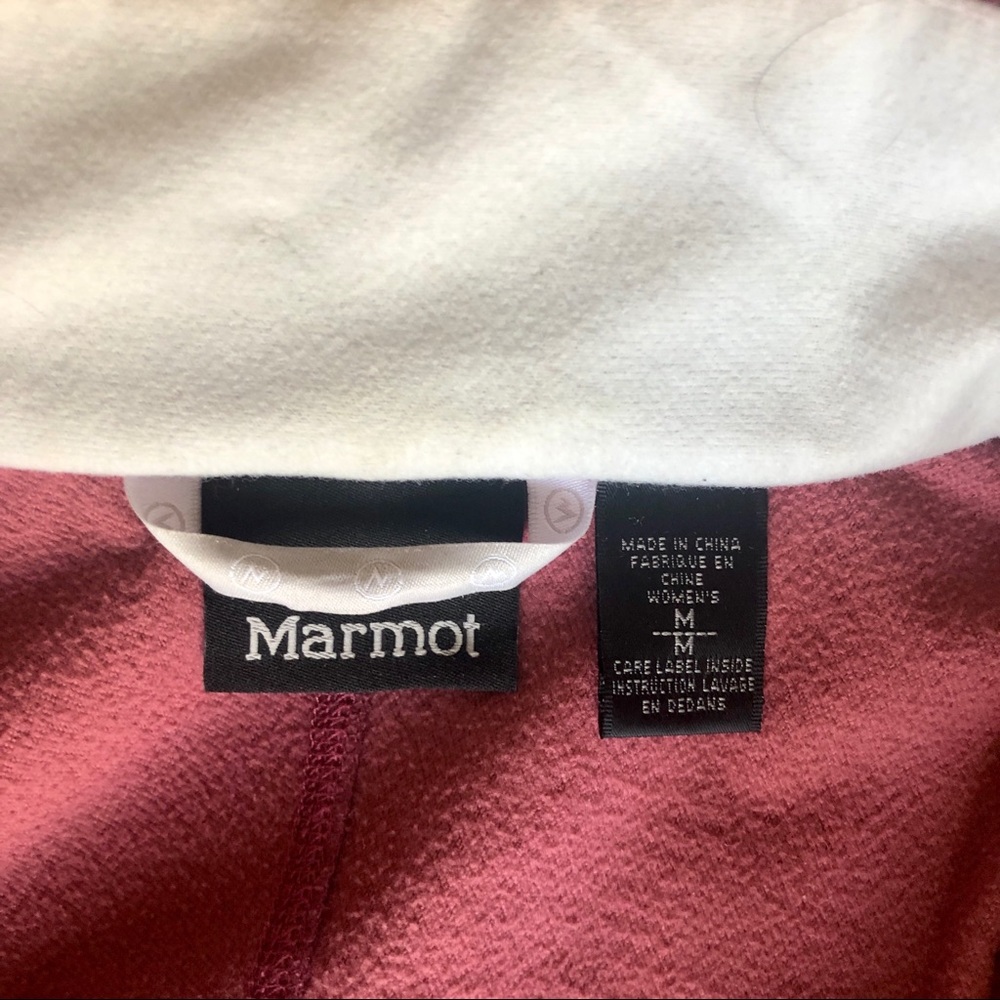 Marmot
MADE IN CHINA
FABRIQUE EN
CHINE
WOMEN'S
M
M
CARE LABEL INSIDE
INSTRUCTION LAVAGE
EN DEDANS